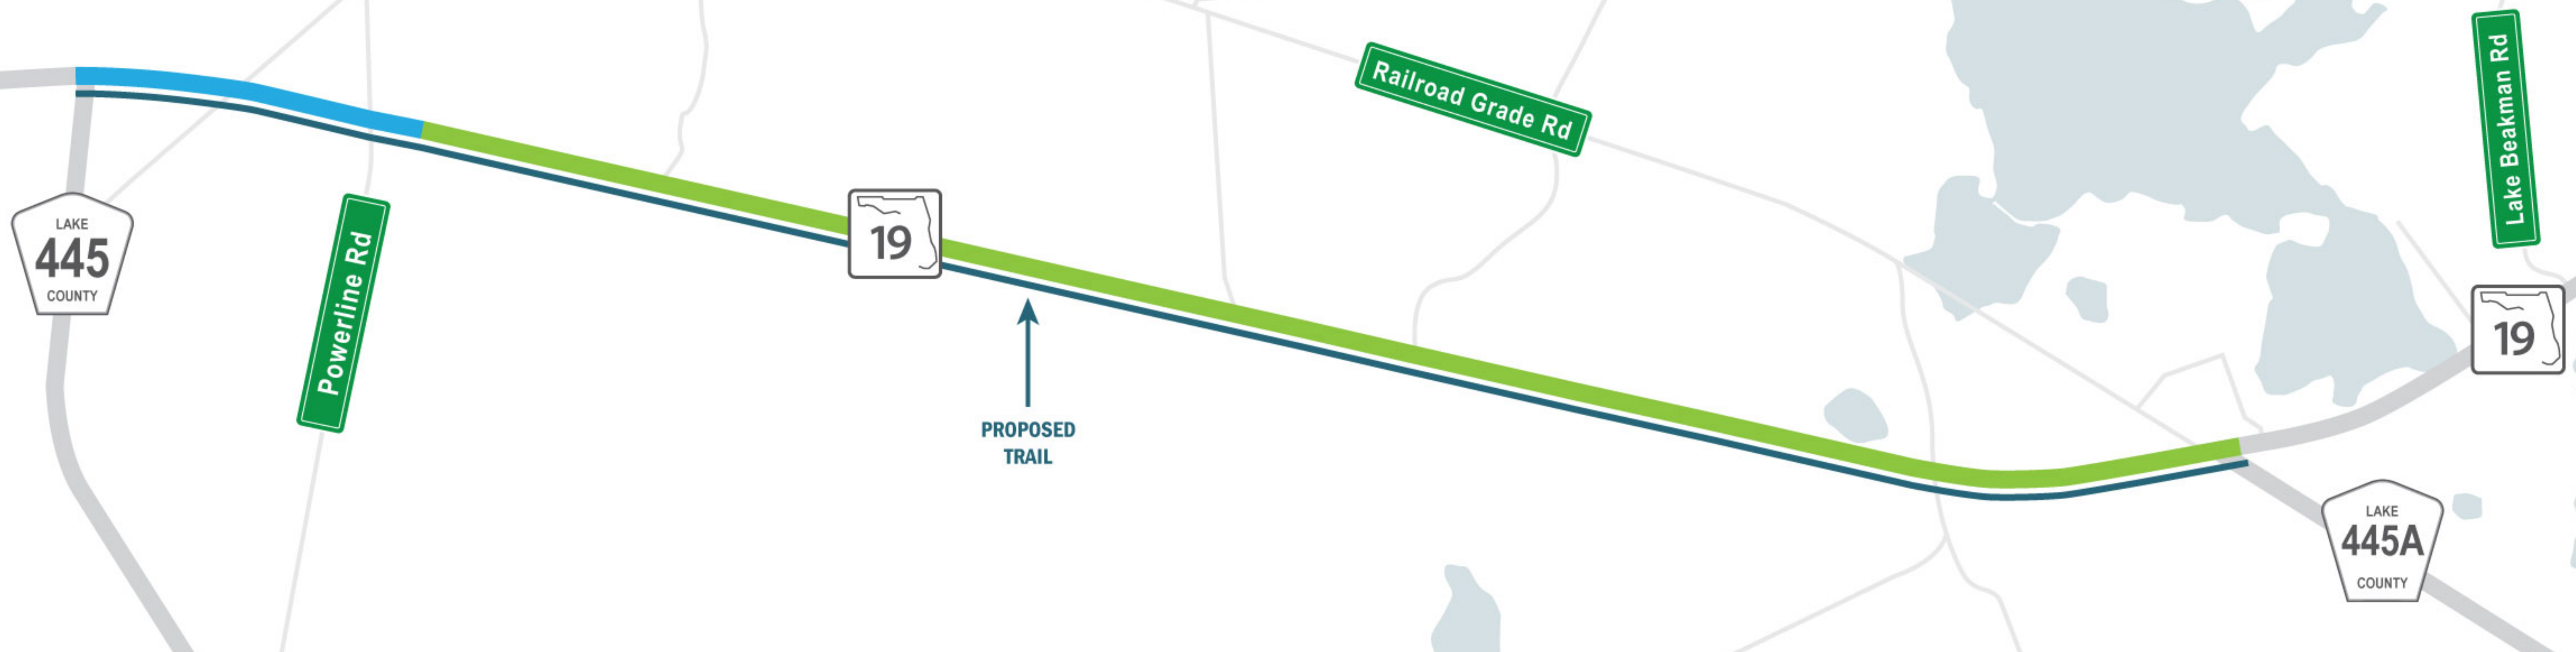 LAKE
445
COUNTY
Powerline Rd
19
PROPOSED
TRAIL
Railroad Grade Rd
Lake Beakman Rd
19
LAKE
445A
COUNTY